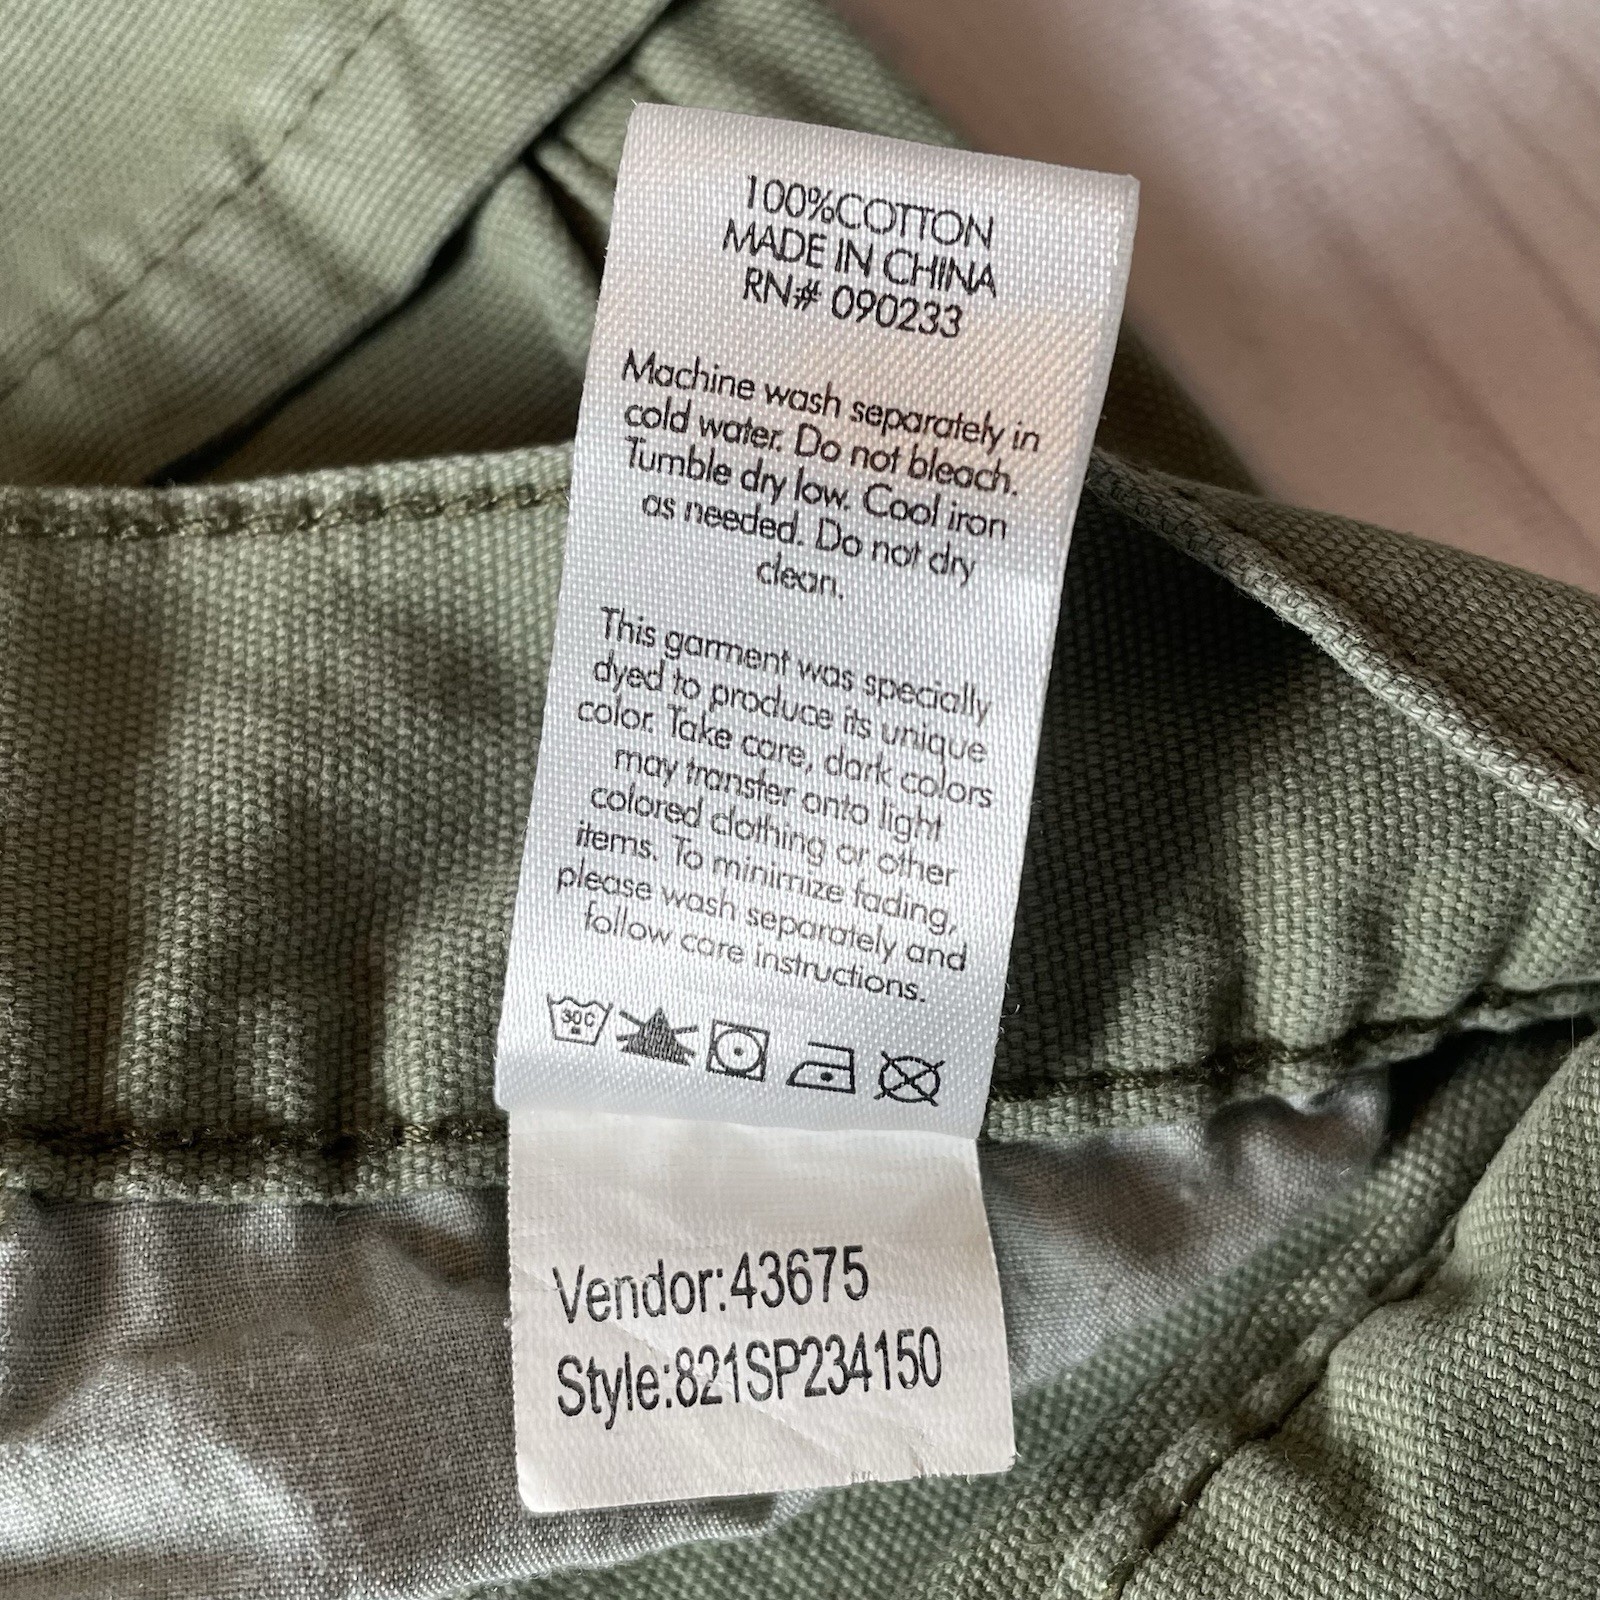 100%COTTON
MADE IN CHINA
RN# 090233
Machine wash separately in
cold water. Do not bleach.
Tumble dry low. Cool iron
as needed. Do not dry
clean.
This garment was specially
dyed to produce its unique
color. Take care, dark colors
may transfer onto light
colored clothing or other
items. To minimize fading,
please wash separately and
follow care instructions.
30C
Vendor:43675
Style:821SP234150